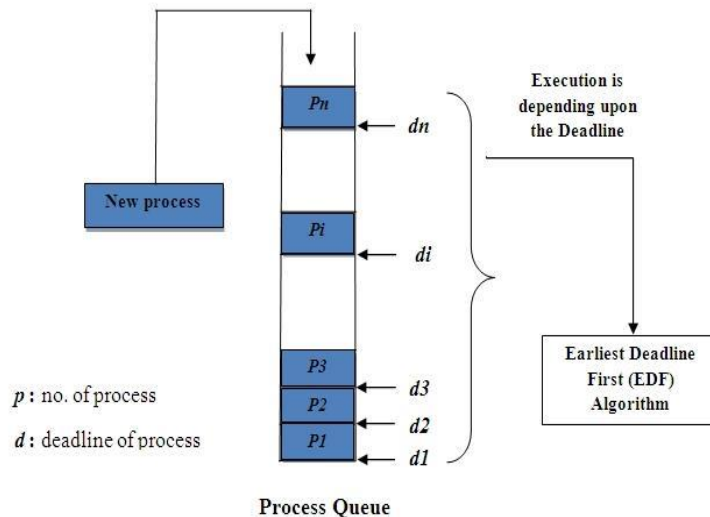 Pn
dn
Execution is
depending upon
the Deadline
New process
Pi
di
P3
d3
P2
d2
P1
d1
Earliest Deadline
First (EDF)
Algorithm
p : no. of process
d : deadline of process
Process Queue